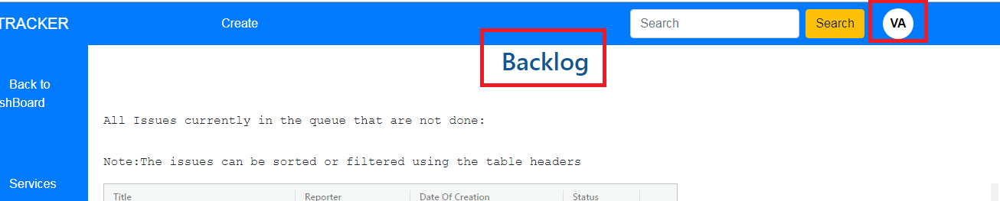 TRACKER
Create
Search
Search
VA
Backlog
Back to
shBoard
All Issues currently in the queue that are not done:
Note:The issues can be sorted or filtered using the table headers
Services
Title
Reporter
Date Of Creation
Status